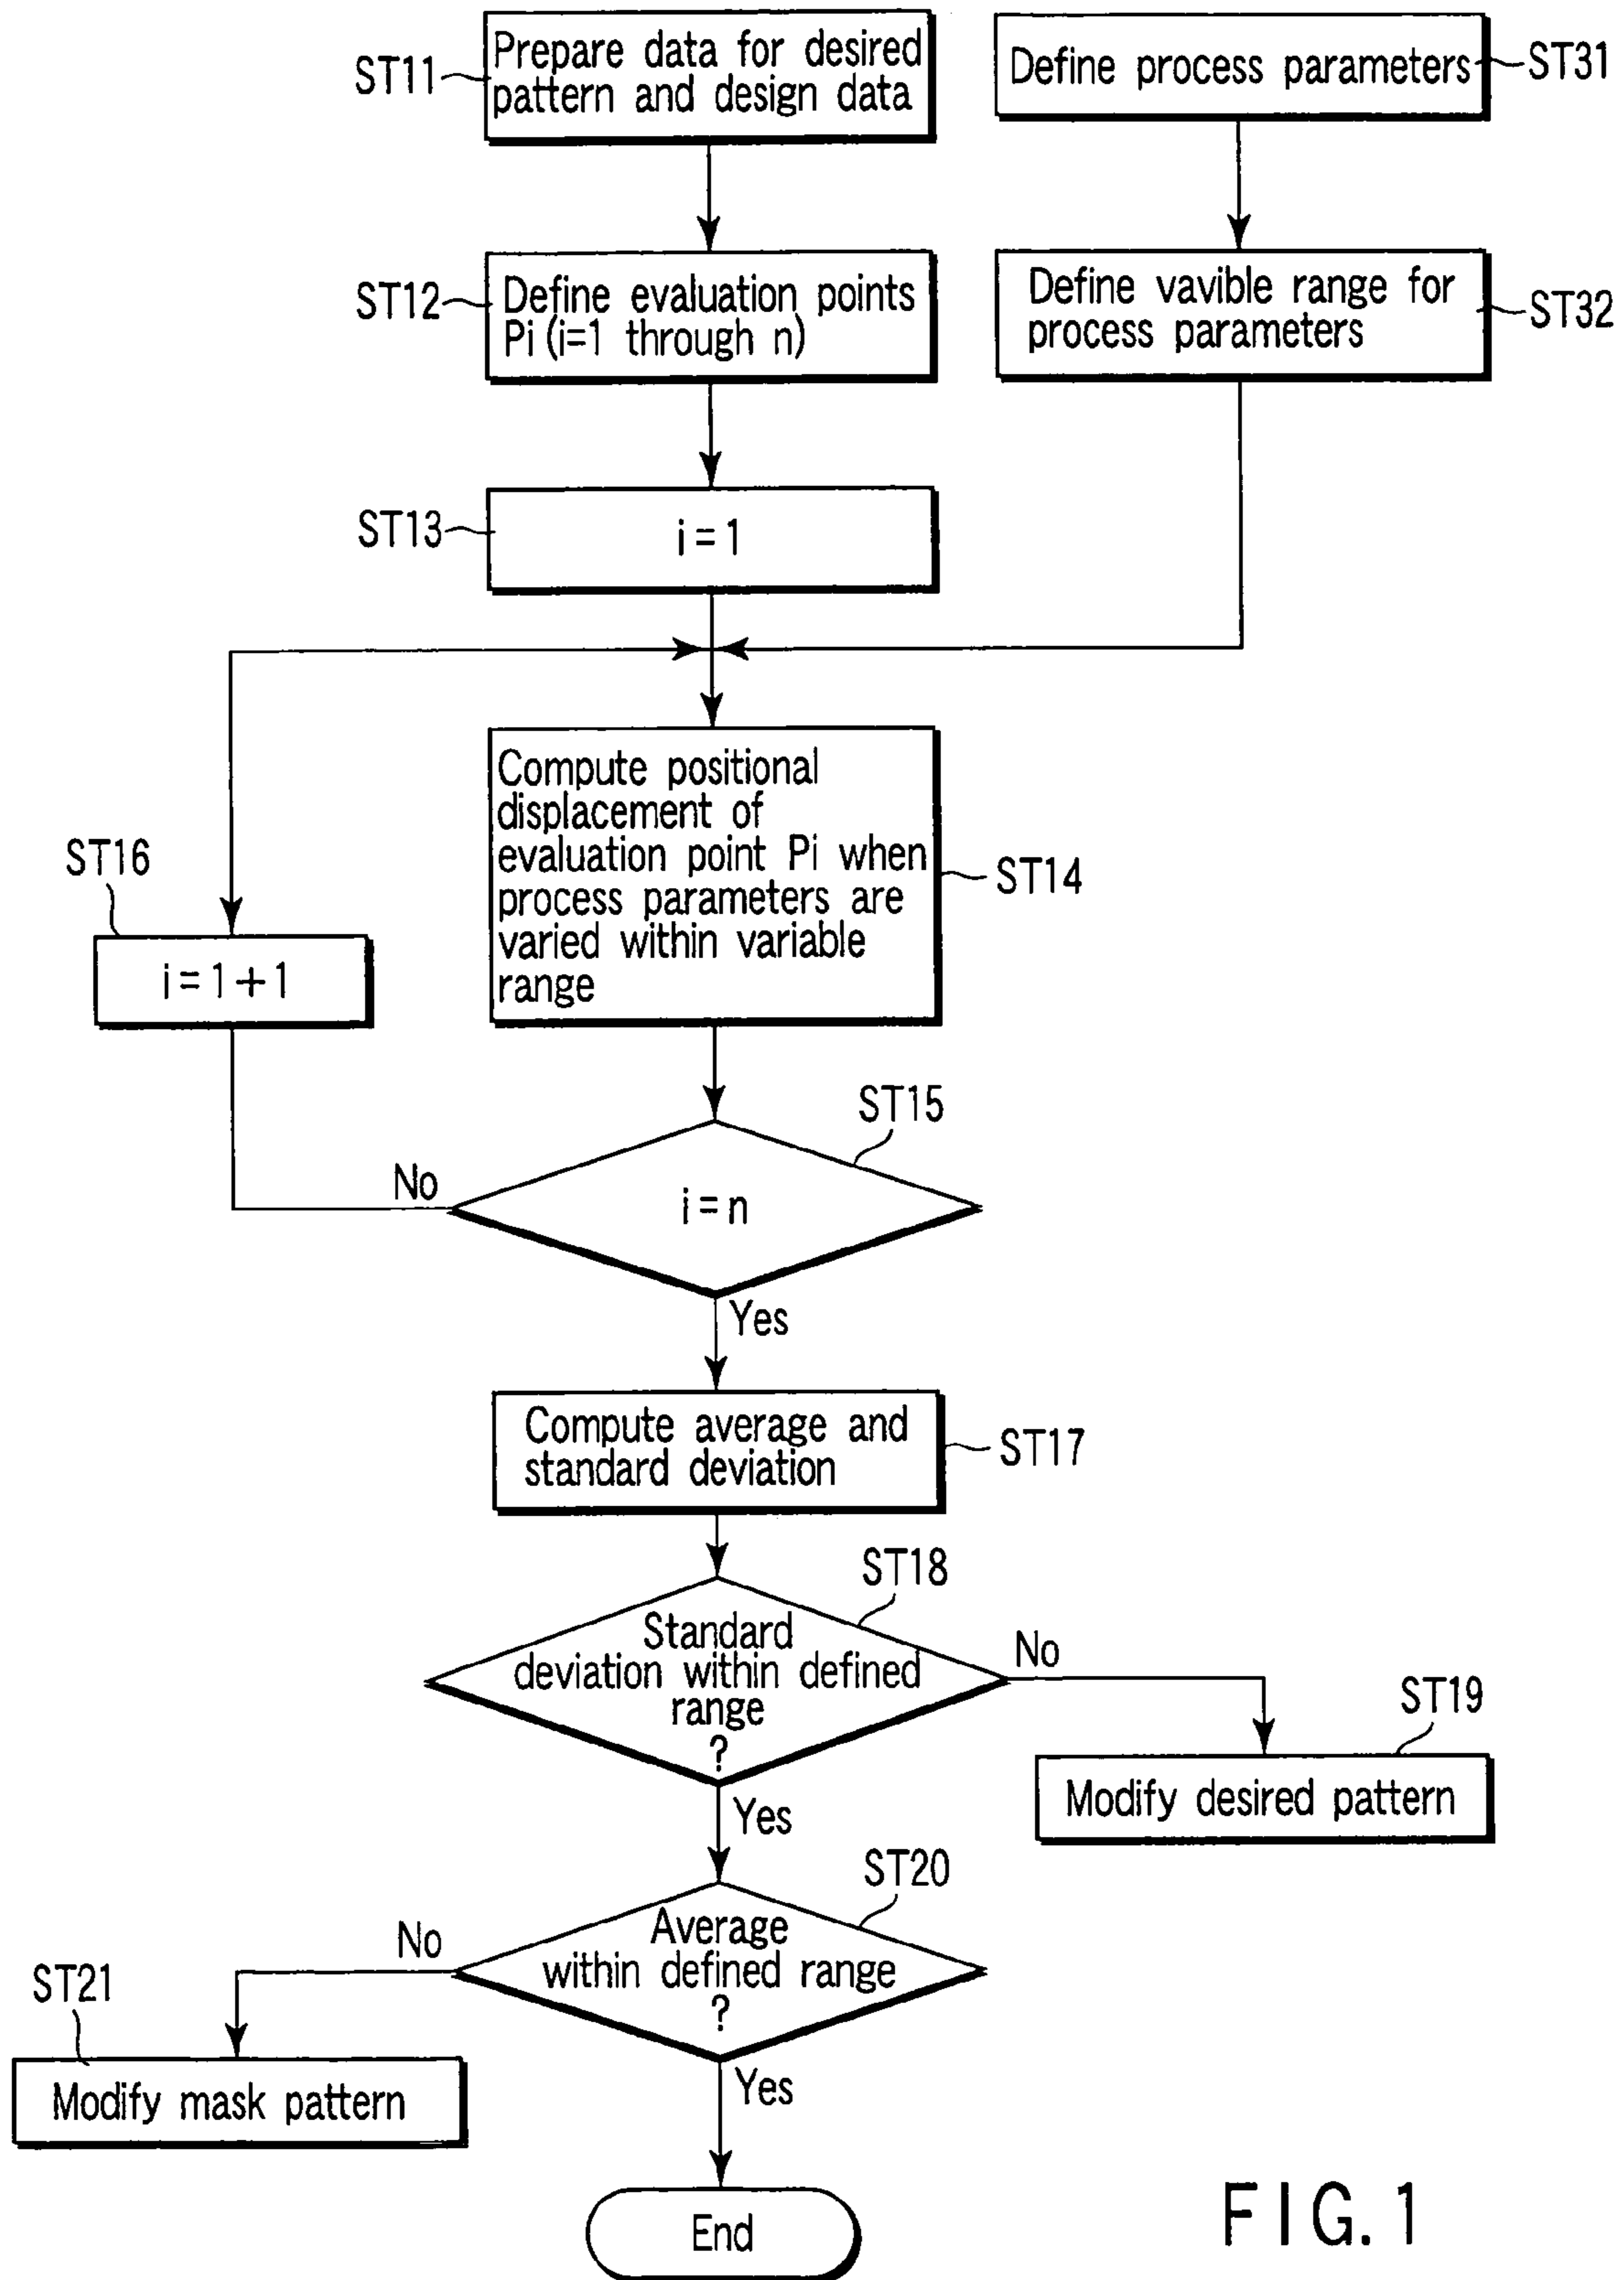 ST11
Prepare data for desired
pattern and design data
Define process parameters
ST31
ST12
Define evaluation points
Pi (i=1 through n)
Define vavible range for
process parameters
ST32
ST13
i=1
Compute positional
displacement of
evaluation point Pi when
process parameters are
varied within variable
range
ST14
ST16
i=1+1
ST15
No
i=n
Yes
Compute average and
standard deviation
ST17
ST18
Standard
deviation within defined
range
?
No
ST19
Modify desired pattern
Yes
ST20
Average
within defined range
?
No
ST21
Modify mask pattern
Yes
End
FIG. 1